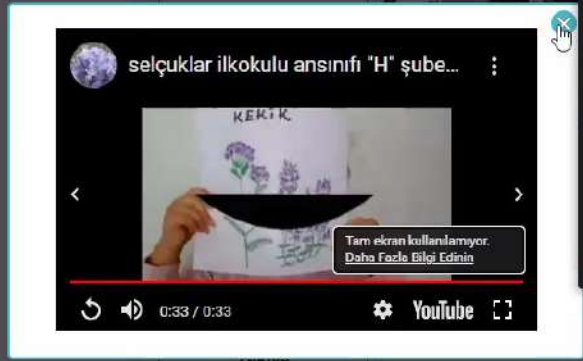 selçuklar ilkokulu ansınıfı "H" şube...
KEKİK
Tam ekran kullanılamıyor.
Daha Fazla Bilgi Edinin
0:33 / 0:33
YouTube